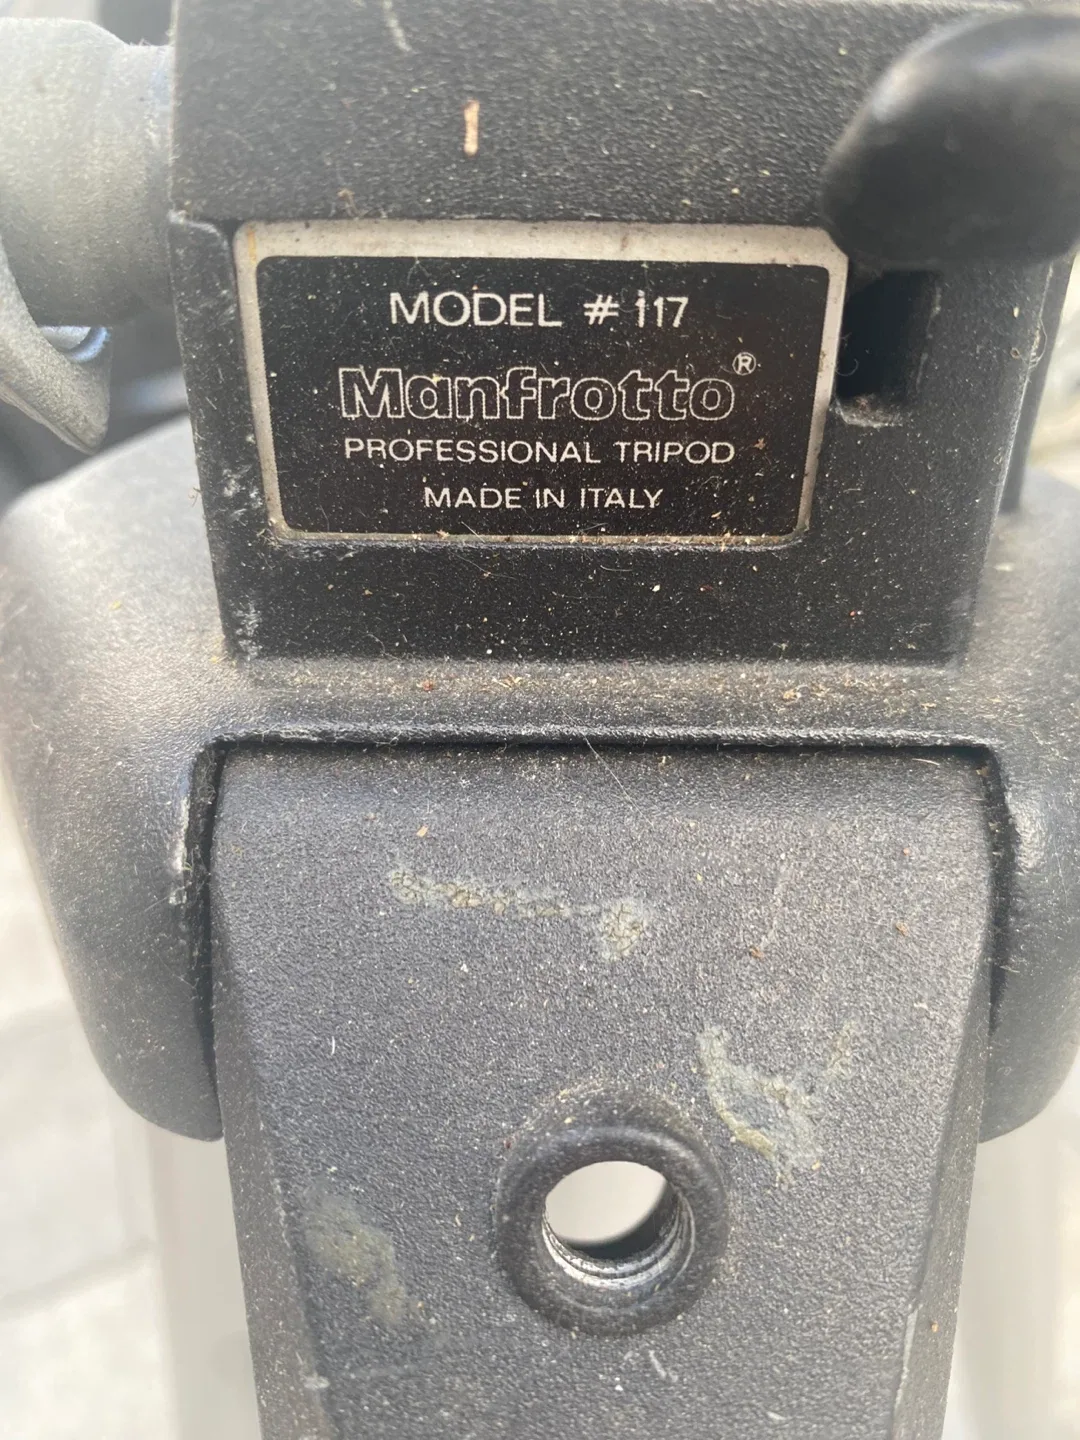 MODEL # 117
Manfrotto®
PROFESSIONAL TRIPOD
MADE IN ITALY